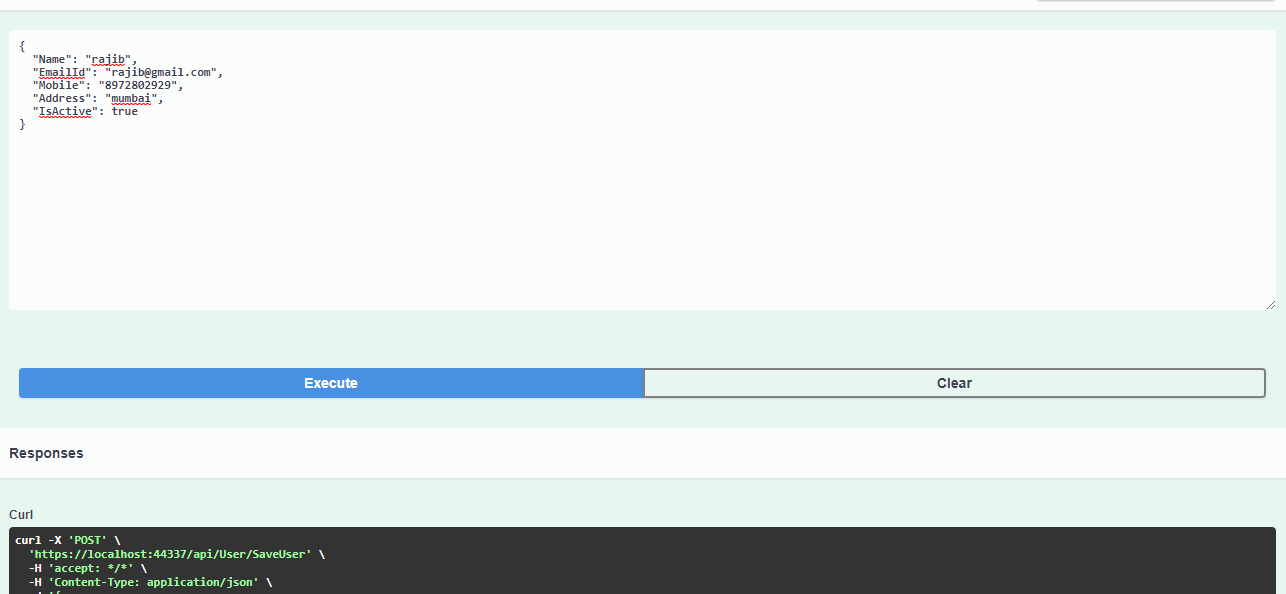 {
  "Name": "rajib",
  "EmailId": "rajib@gmail.com",
  "Mobile": "8972802929",
  "Address": "mumbai",
  "IsActive": true
}
Execute Clear
Responses
Curl
curl -X 'POST' \
  'https://localhost:44337/api/User/SaveUser' \
  -H 'accept: */*' \
  -H 'Content-Type: application/json' \